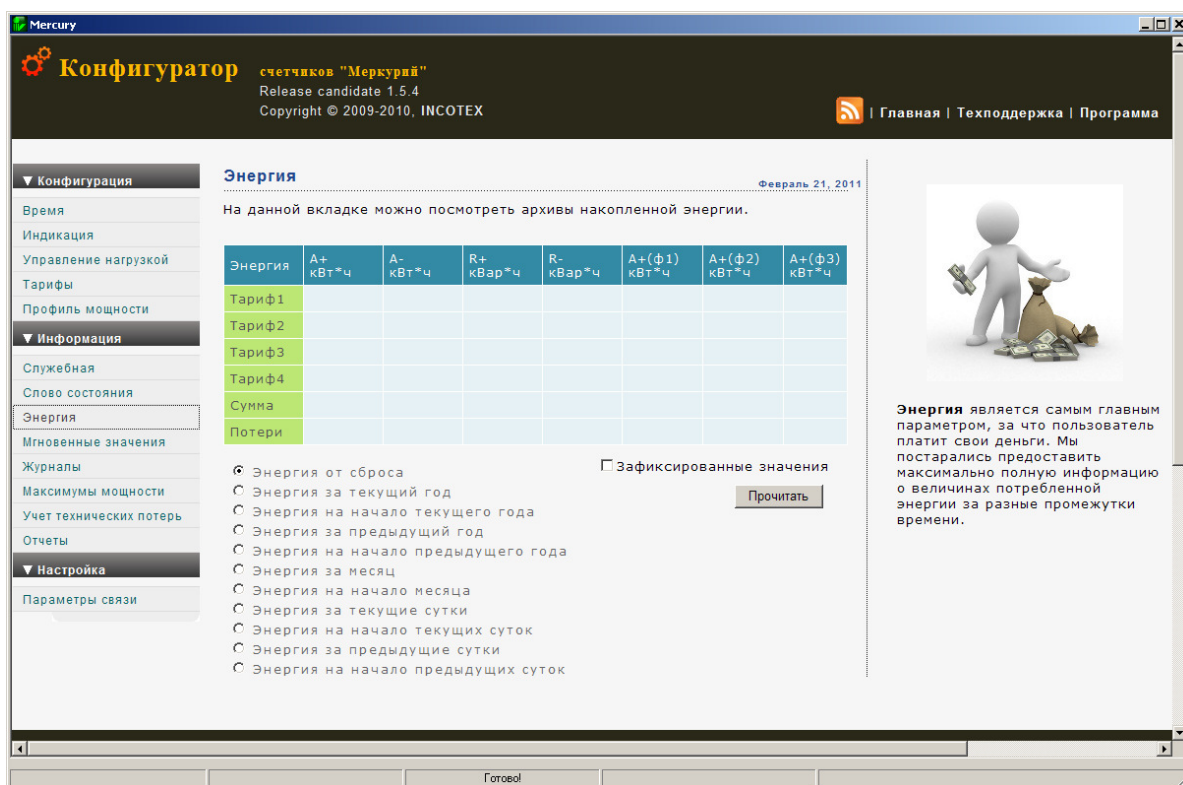 Mercury
Конфигуратор счетчиков "Меркурий"
Release candidate 1.5.4
Copyright © 2009-2010, INCOTEX
| Главная | Техподдержка | Программа
▼ Конфигурация
Время
Индикация
Управление нагрузкой
Тарифы
Профиль мощности
▼ Информация
Служебная
Слово состояния
Энергия
Мгновенные значения
Журналы
Максимумы мощности
Учет технических потерь
Отчеты
▼ Настройка
Параметры связи
Энергия
Февраль 21, 2011
На данной вкладке можно посмотреть архивы накопленной энергии.
Энергия A+ кВт*ч A- кВт*ч R+ кВар*ч R- кВар*ч A+(ф1) кВт*ч A+(ф2) кВт*ч A+(ф3) кВт*ч
Тариф1
Тариф2
Тариф3
Тариф4
Сумма
Потери
Энергия от сброса
Энергия за текущий год
Энергия на начало текущего года
Энергия за предыдущий год
Энергия на начало предыдущего года
Энергия за месяц
Энергия на начало месяца
Энергия за текущие сутки
Энергия на начало текущих суток
Энергия за предыдущие сутки
Энергия на начало предыдущих суток
Зафиксированные значения
Прочитать
Энергия является самым главным
параметром, за что пользователь
платит свои деньги. Мы
постарались предоставить
максимально полную информацию
о величинах потребленной
энергии за разные промежутки
времени.
Готово!